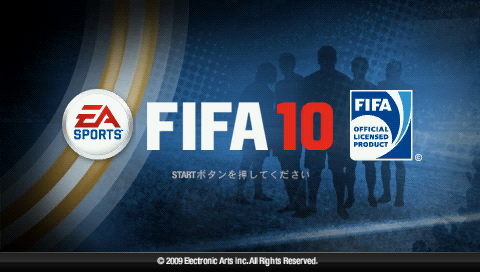 EA
SPORTS
FIFA 10
FIFA
OFFICIAL
LICENSED
PRODUCT
©
STARTボタンを押してください
© 2009 Electronic Arts Inc. All Rights Reserved.